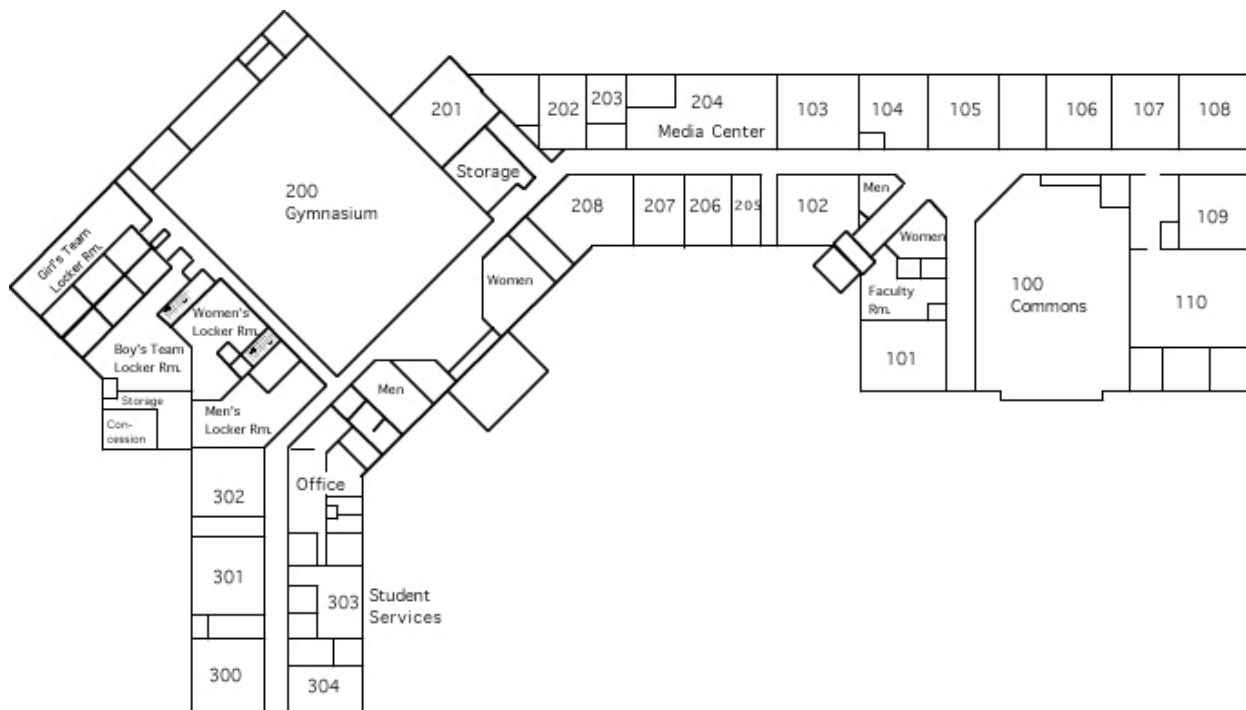 201
202
203
204
Media Center
103
104
105
106
107
108
Storage
200
Gymnasium
208
207
206
205
102
Men
109
Women
Women
Girl's Team
Locker Rm.
100
Commons
110
Faculty
Rm.
101
Women's
Locker Rm.
Boy's Team
Locker Rm.
Storage
Con-
cession
Men's
Locker Rm.
Men
302
Office
301
303
Student
Services
300
304